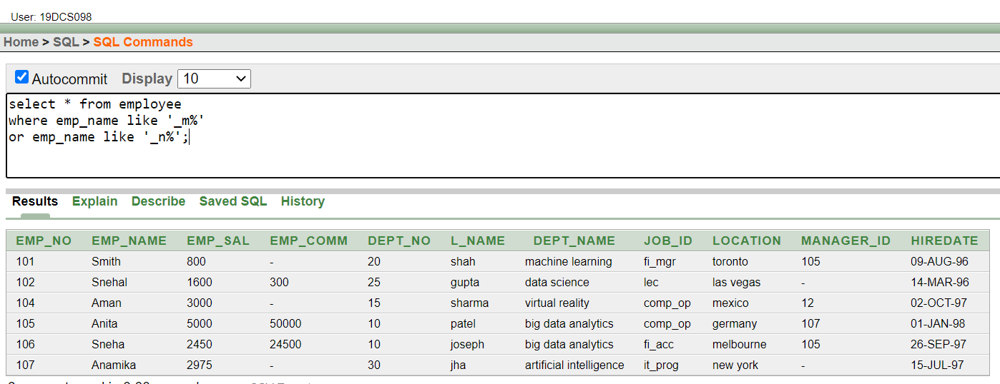 User: 19DCS098
Home > SQL > SQL Commands
Autocommit Display 10
select * from employee
where emp_name like '_m%'
or emp_name like '_n%';
Results Explain Describe Saved SQL History
EMP_NO EMP_NAME EMP_SAL EMP_COMM DEPT_NO L_NAME DEPT_NAME JOB_ID LOCATION MANAGER_ID HIREDATE
101 Smith 800 - 20 shah machine learning fi_mgr toronto 105 09-AUG-96
102 Snehal 1600 300 25 gupta data science lec las vegas - 14-MAR-96
104 Aman 3000 - 15 sharma virtual reality comp_op mexico 12 02-OCT-97
105 Anita 5000 50000 10 patel big data analytics comp_op germany 107 01-JAN-98
106 Sneha 2450 24500 10 joseph big data analytics fi_acc melbourne 105 26-SEP-97
107 Anamika 2975 - 30 jha artificial intelligence it_prog new york - 15-JUL-97